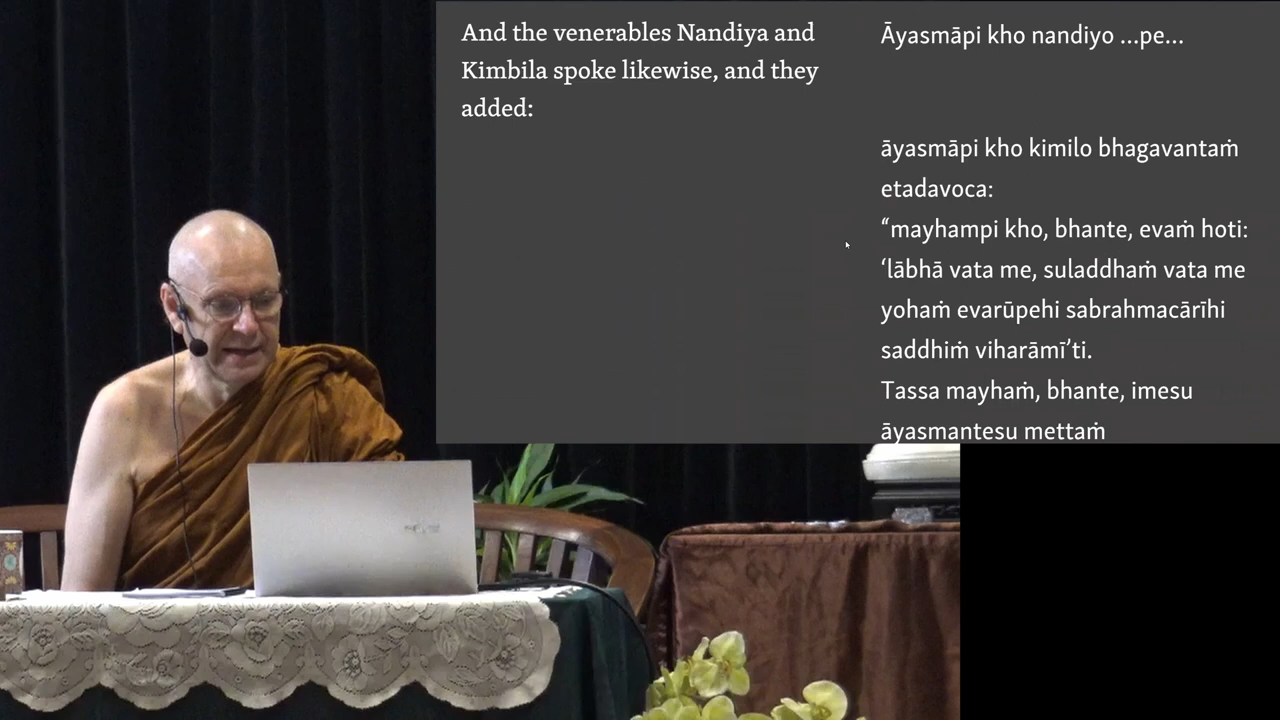 And the venerables Nandiya and
Kimbila spoke likewise, and they
added:
Āyasmāpi kho nandiyo …pe…
āyasmāpi kho kimilo bhagavantaṁ
etadavoca:
“mayhampi kho, bhante, evaṁ hoti:
‘lābhā vata me, suladdhaṁ vata me
yohaṁ evarūpehi sabrahmacārīhi
saddhiṁ viharāmī’ti.
Tassa mayhaṁ, bhante, imesu
āyasmantesu mettaṁ